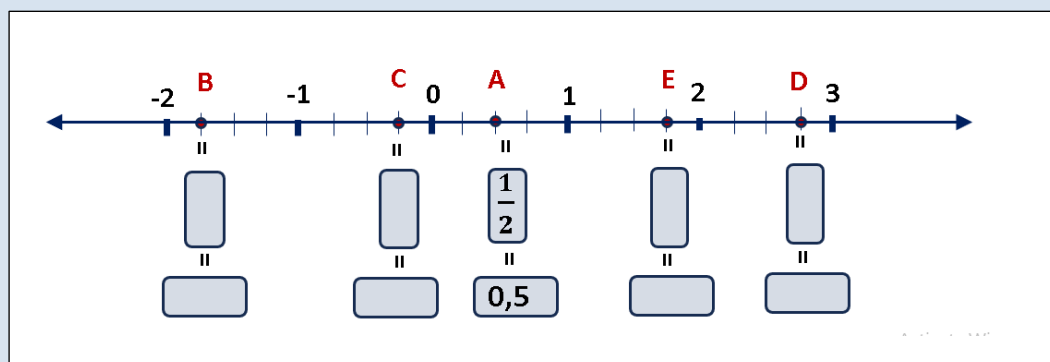 B C A E D
-2 -1 0 1 2 3
= = = = =
1
2
= = = = =
0,5